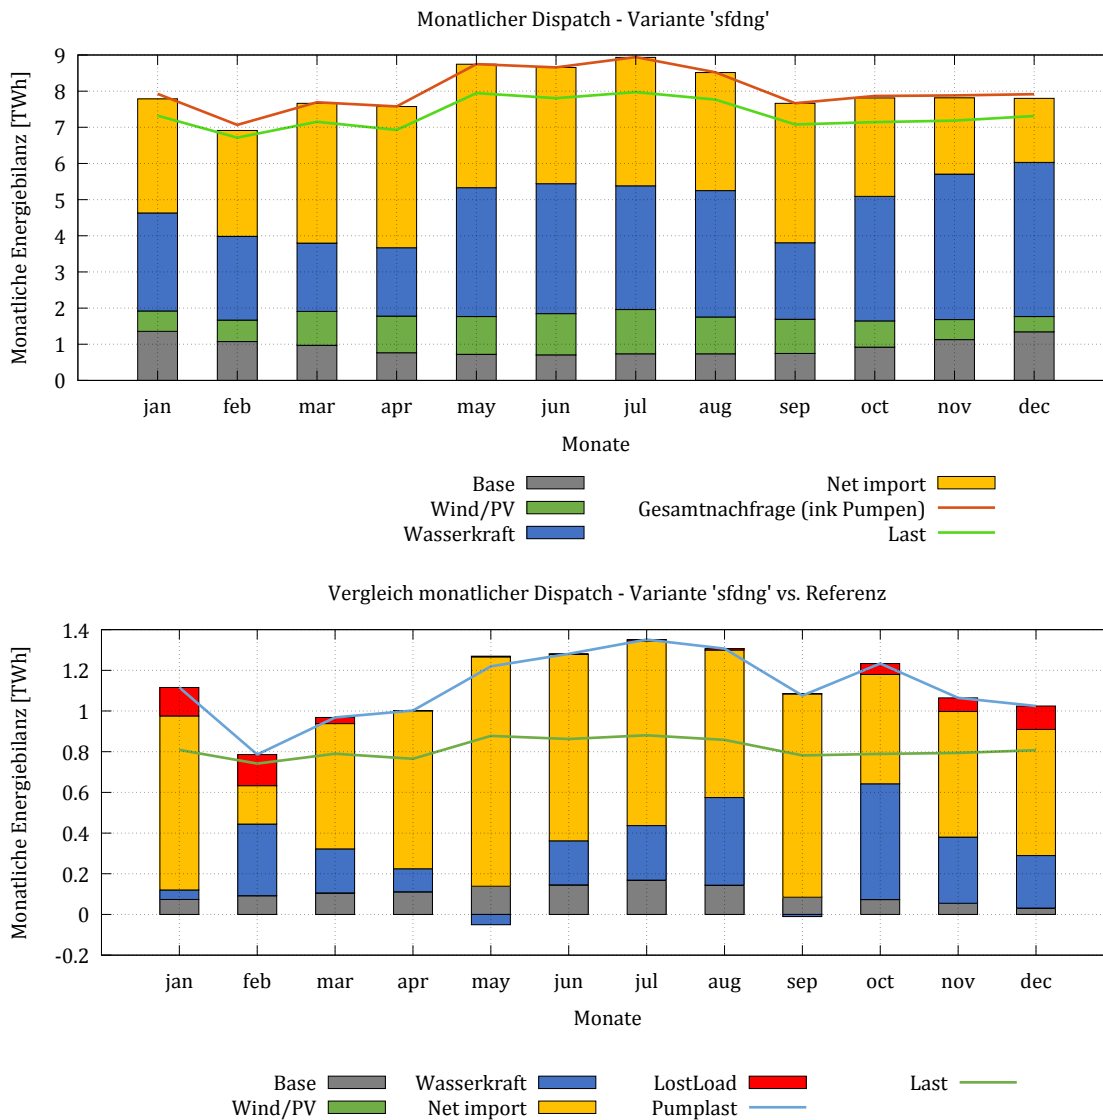 Monatlicher Dispatch - Variante 'sfdng'
Monatliche Energiebilanz [TWh]
9
8
7
6
5
4
3
2
1
0
jan feb mar apr may jun jul aug sep oct nov dec
Monate
Base Net import
Wind/PV Gesamtnachfrage (ink Pumpen)
Wasserkraft Last
Vergleich monatlicher Dispatch - Variante 'sfdng' vs. Referenz
Monatliche Energiebilanz [TWh]
1.4
1.2
1
0.8
0.6
0.4
0.2
0
-0.2
jan feb mar apr may jun jul aug sep oct nov dec
Monate
Base Wasserkraft LostLoad Last
Wind/PV Net import Pumplast